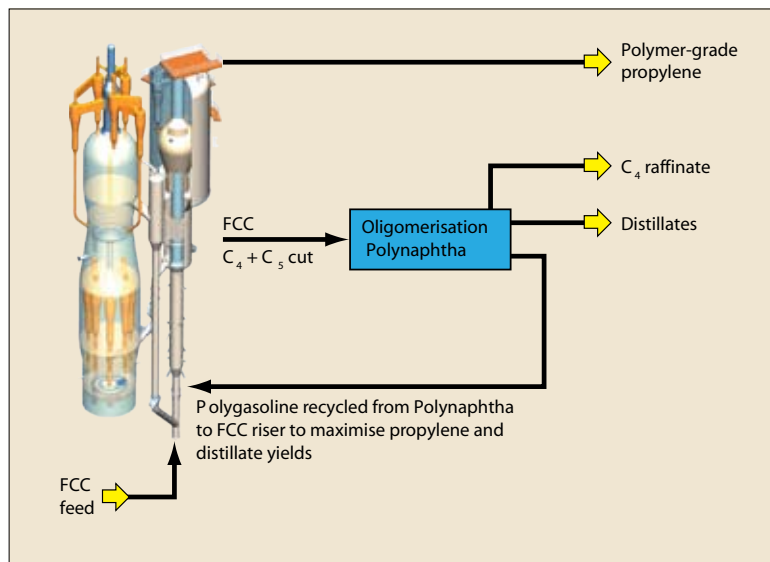 Polymer-grade
propylene
C4 raffinate
Distillates
FCC
C4 + C5 cut
Oligomerisation
Polynaphtha
Polygasoline recycled from Polynaphtha
to FCC riser to maximise propylene and
distillate yields
FCC
feed